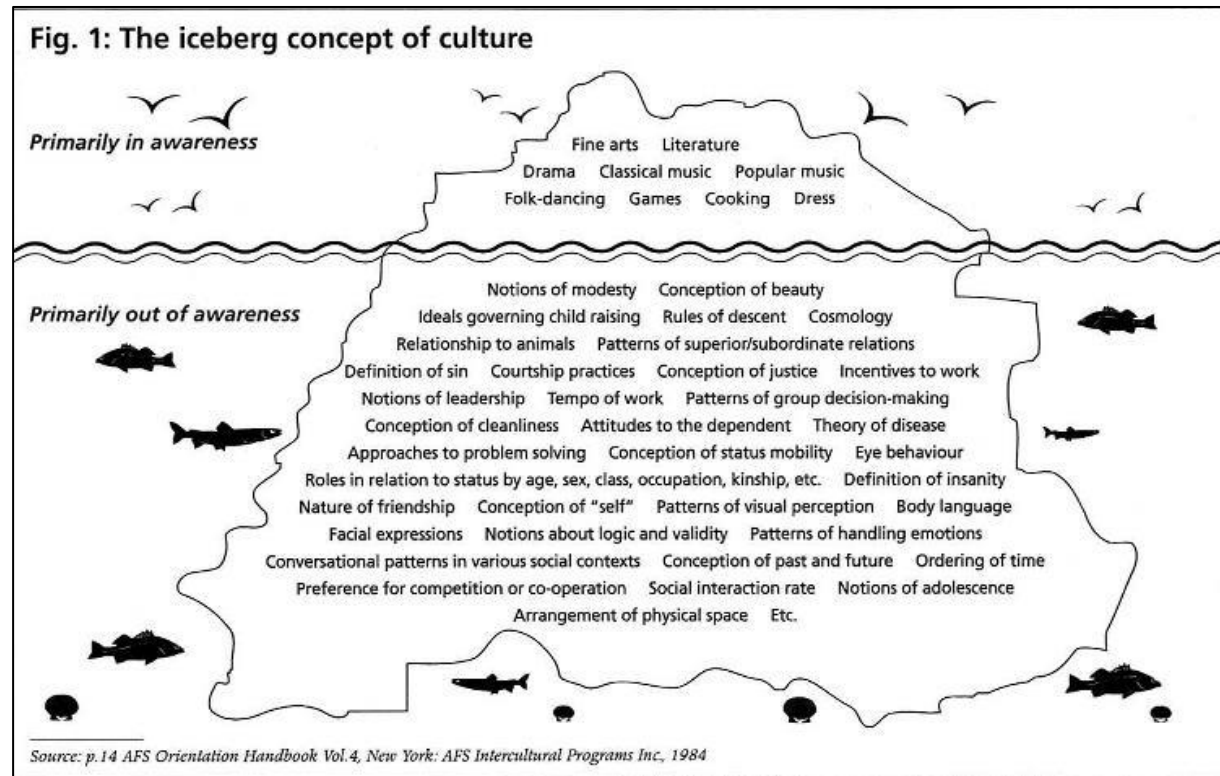 Fig. 1: The iceberg concept of culture
Primarily in awareness
Fine arts Literature
Drama Classical music Popular music
Folk-dancing Games Cooking Dress
Primarily out of awareness
Notions of modesty Conception of beauty
Ideals governing child raising Rules of descent Cosmology
Relationship to animals Patterns of superior/subordinate relations
Definition of sin Courtship practices Conception of justice Incentives to work
Notions of leadership Tempo of work Patterns of group decision-making
Conception of cleanliness Attitudes to the dependent Theory of disease
Approaches to problem solving Conception of status mobility Eye behaviour
Roles in relation to status by age, sex, class, occupation, kinship, etc. Definition of insanity
Nature of friendship Conception of "self" Patterns of visual perception Body language
Facial expressions Notions about logic and validity Patterns of handling emotions
Conversational patterns in various social contexts Conception of past and future Ordering of time
Preference for competition or co-operation Social interaction rate Notions of adolescence
Arrangement of physical space Etc.
Source: p.14 AFS Orientation Handbook Vol.4, New York: AFS Intercultural Programs Inc., 1984